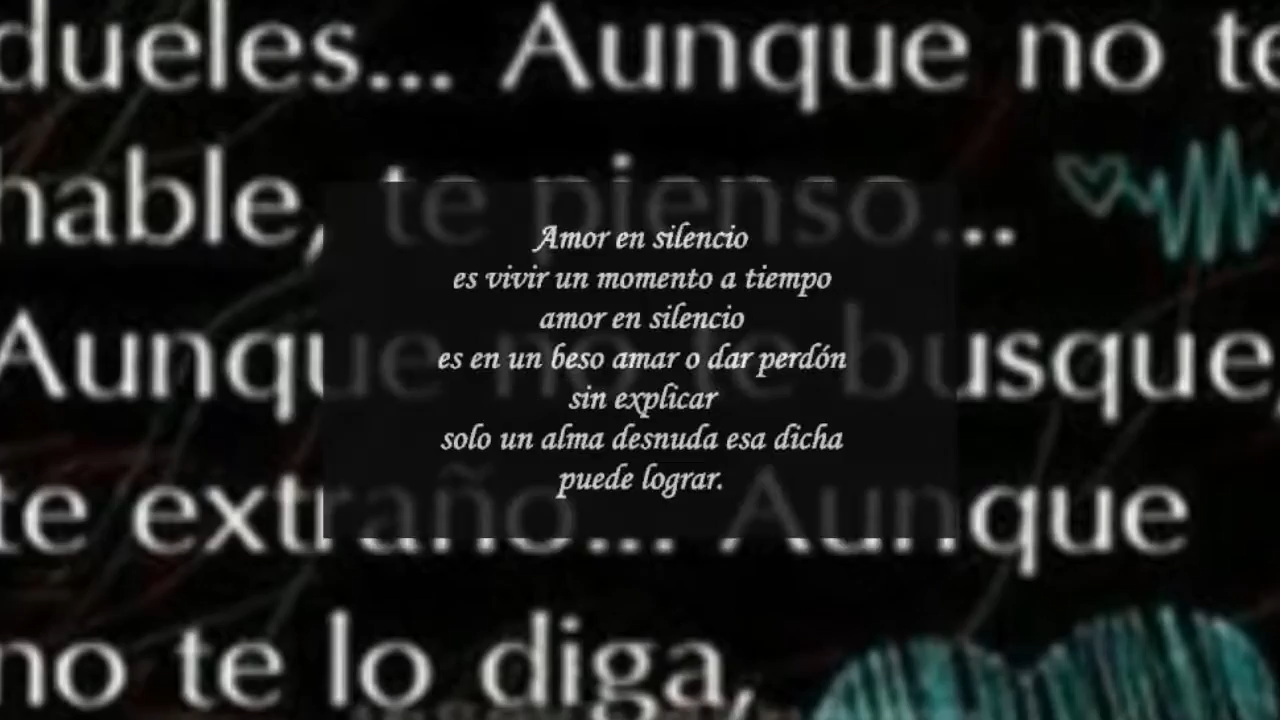 dueles... Aunque no te
hable, te pienso...
Aunque no te busque,
te extraño... Aunque
no te lo diga,
Amor en silencio
es vivir un momento a tiempo
amor en silencio
es en un beso amar o dar perdón
sin explicar
solo un alma desnuda esa dicha
puede lograr.